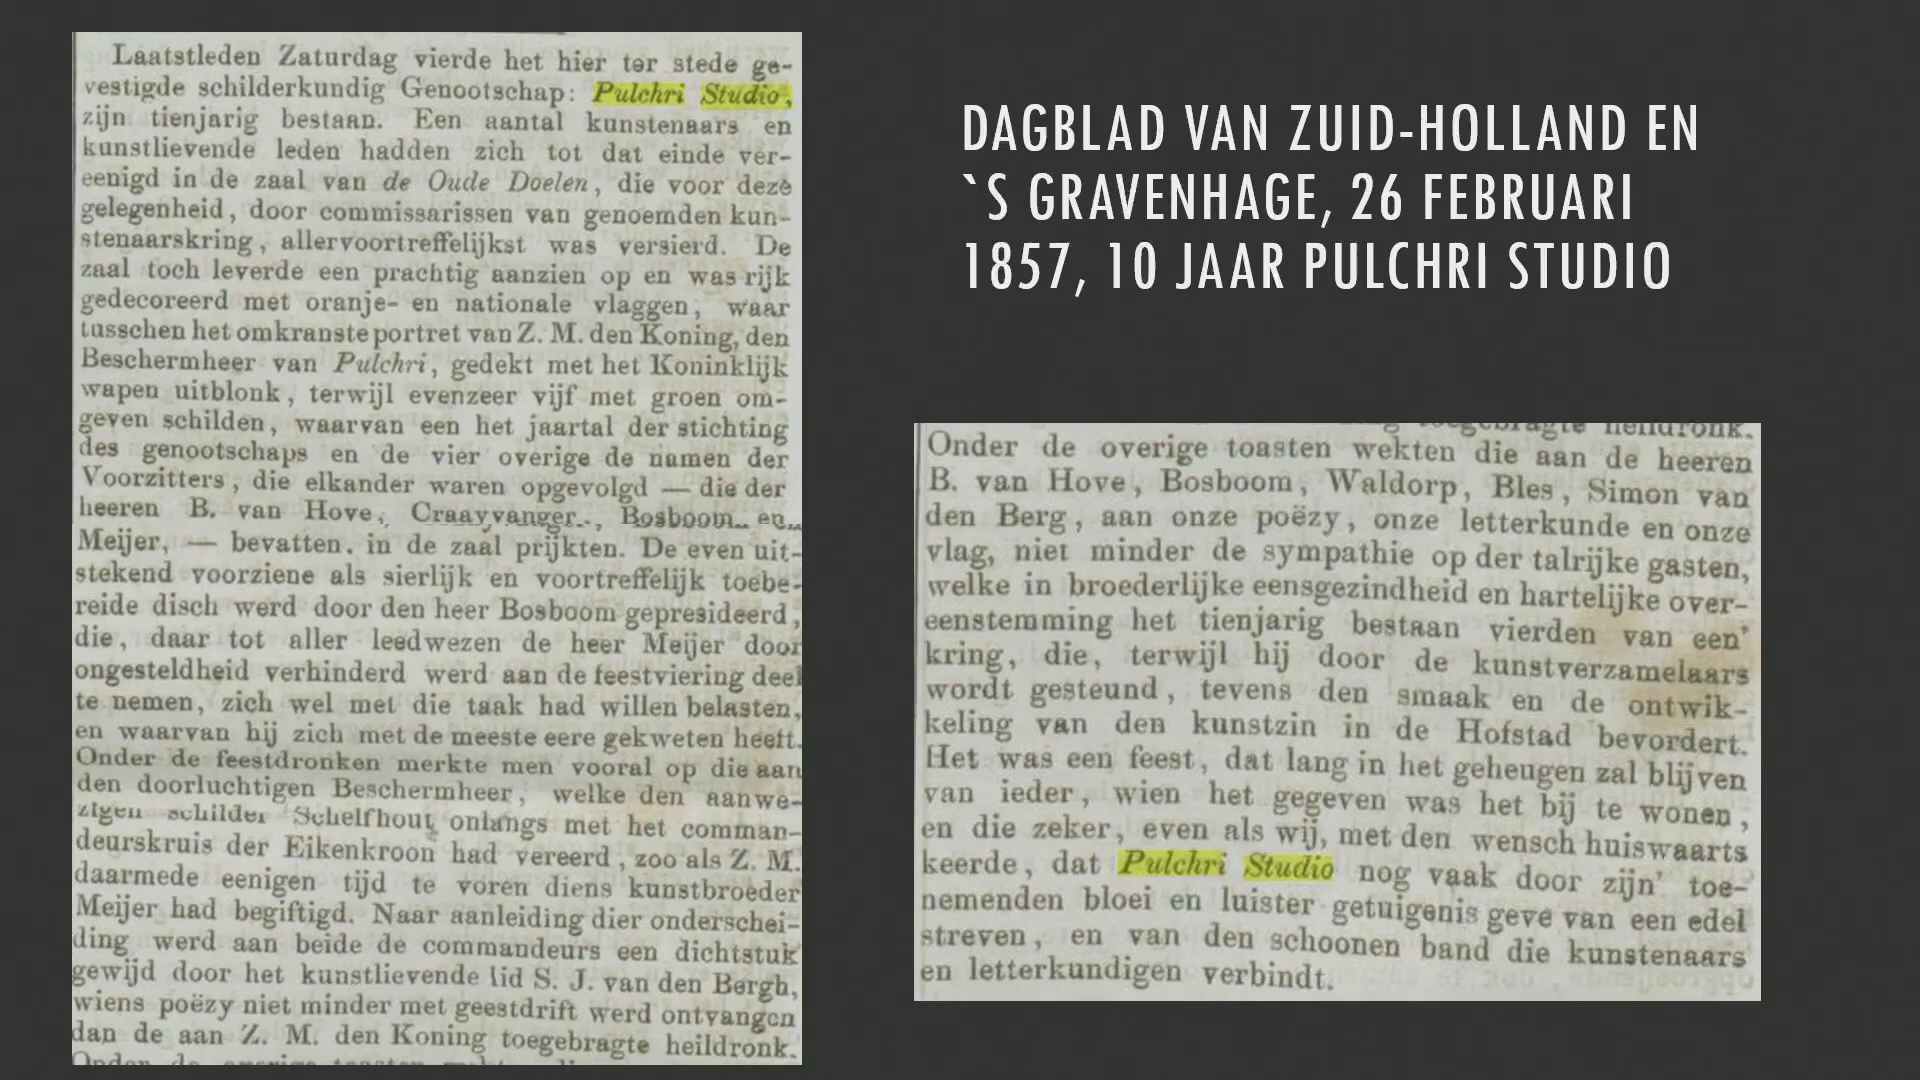 Laatstleden Zaturdag vierde het hier ter stede ge-
vestigde schilderkundig Genootschap: Pulchri Studio,
zijn tienjarig bestaan. Een aantal kunstenaars en
kunstlievende leden hadden zich tot dat einde ver-
eenigd in de zaal van de Oude Doelen, die voor deze
gelegenheid, door commissarissen van genoemden kun-
stenaarskring, allervoortreffelijkst was versierd. De
zaal toch leverde een prachtig aanzien op en was rijk
gedecoreerd met oranje- en nationale vlaggen, waar
tusschen het omkranste portret van Z. M. den Koning, den
Beschermheer van Pulchri, gedekt met het Koninklijk
wapen uitblonk, terwijl evenzeer vijf met groen om-
geven schilden, waarvan een het jaartal der stichting
des genootschaps en de vier overige de namen der
Voorzitters, die elkander waren opgevolgd — die der
heeren B. van Hove, Craayvanger, Bosboom en
Meijer, — bevatten, in de zaal prijkten. De even uit-
stekend voorziene als sierlijk en voortreffelijk toebe-
reide disch werd door den heer Bosboom gepresideerd,
die, daar tot aller leedwezen de heer Meijer door
ongesteldheid verhinderd werd aan de feestviering deel
te nemen, zich wel met die taak had willen belasten,
en waarvan hij zich met de meeste eere gekweten heeft.
Onder de feestdronken merkte men vooral op die aan
den doorluchtigen Beschermheer, welke den aanwe-
zigen schilder Schelfhout onlangs met het comman-
deurskruis der Eikenkroon had vereerd, zoo als Z. M.
daarmede eenigen tijd te voren diens kunstbroeder
Meijer had begiftigd. Naar aanleiding dier onderschei-
ding werd aan beide de commandeurs een dichtstuk
gewijd door het kunstlievende lid S. J. van den Bergh,
wiens poëzy niet minder met geestdrift werd ontvangen
dan de aan Z. M. den Koning toegebragte heildronk.
DAGBLAD VAN ZUID-HOLLAND EN
`S GRAVENHAGE, 26 FEBRUARI
1857, 10 JAAR PULCHRI STUDIO
toegebragte heildronk.
Onder de overige toasten wekten die aan de heeren
B. van Hove, Bosboom, Waldorp, Bles, Simon van
den Berg, aan onze poëzy, onze letterkunde en onze
vlag, niet minder de sympathie op der talrijke gasten,
welke in broederlijke eensgezindheid en hartelijke over-
eenstemming het tienjarig bestaan vierden van een'
kring, die, terwijl hij door de kunstverzamelaars
wordt gesteund, tevens den smaak en de ontwik-
keling van den kunstzin in de Hofstad bevordert.
Het was een feest, dat lang in het geheugen zal blijven
van ieder, wien het gegeven was het bij te wonen,
en die zeker, even als wij, met den wensch huiswaarts
keerde, dat Pulchri Studio nog vaak door zijn' toe-
nemenden bloei en luister getuigenis geve van een edel
streven, en van den schoonen band die kunstenaars
en letterkundigen verbindt.